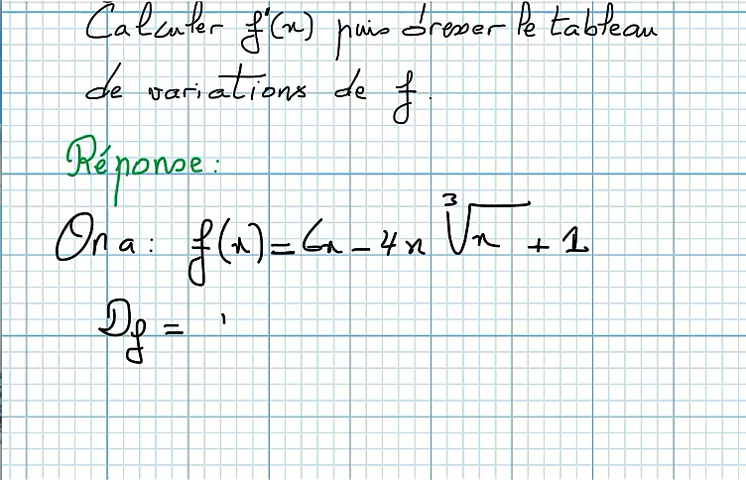 Calculer f'(x) puis dresser le tableau
de variations de f.
Réponse :
On a : f(x) = 6x - 4x ∛x + 1
Df =